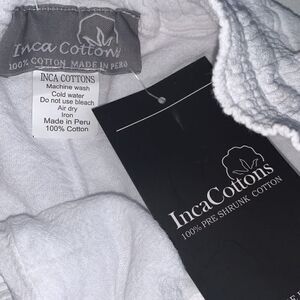 Inca Cottons
100% COTTON MADE IN PERU
INCA COTTONS
Machine wash
Cold water
Do not use bleach
Air dry
Iron
Made in Peru
100% Cotton
IncaCottons
100% PRE SHRUNK COTTON